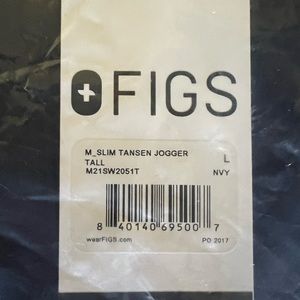 FIGS
M_SLIM TANSEN JOGGER
TALL
M21SW2051T
L
NVY
8 40140 69500 7
wearFIGS.com
PO 2017